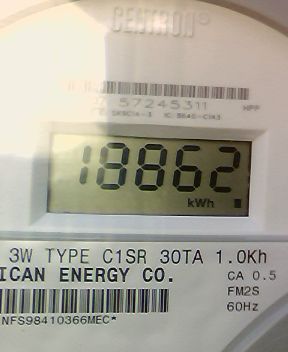 CENTRON®
57245311 HPF
18862
kWh
3W TYPE C1SR 30TA 1.0Kh
ICAN ENERGY CO. CA 0.5
FM2S
NFS98410366MEC* 60Hz